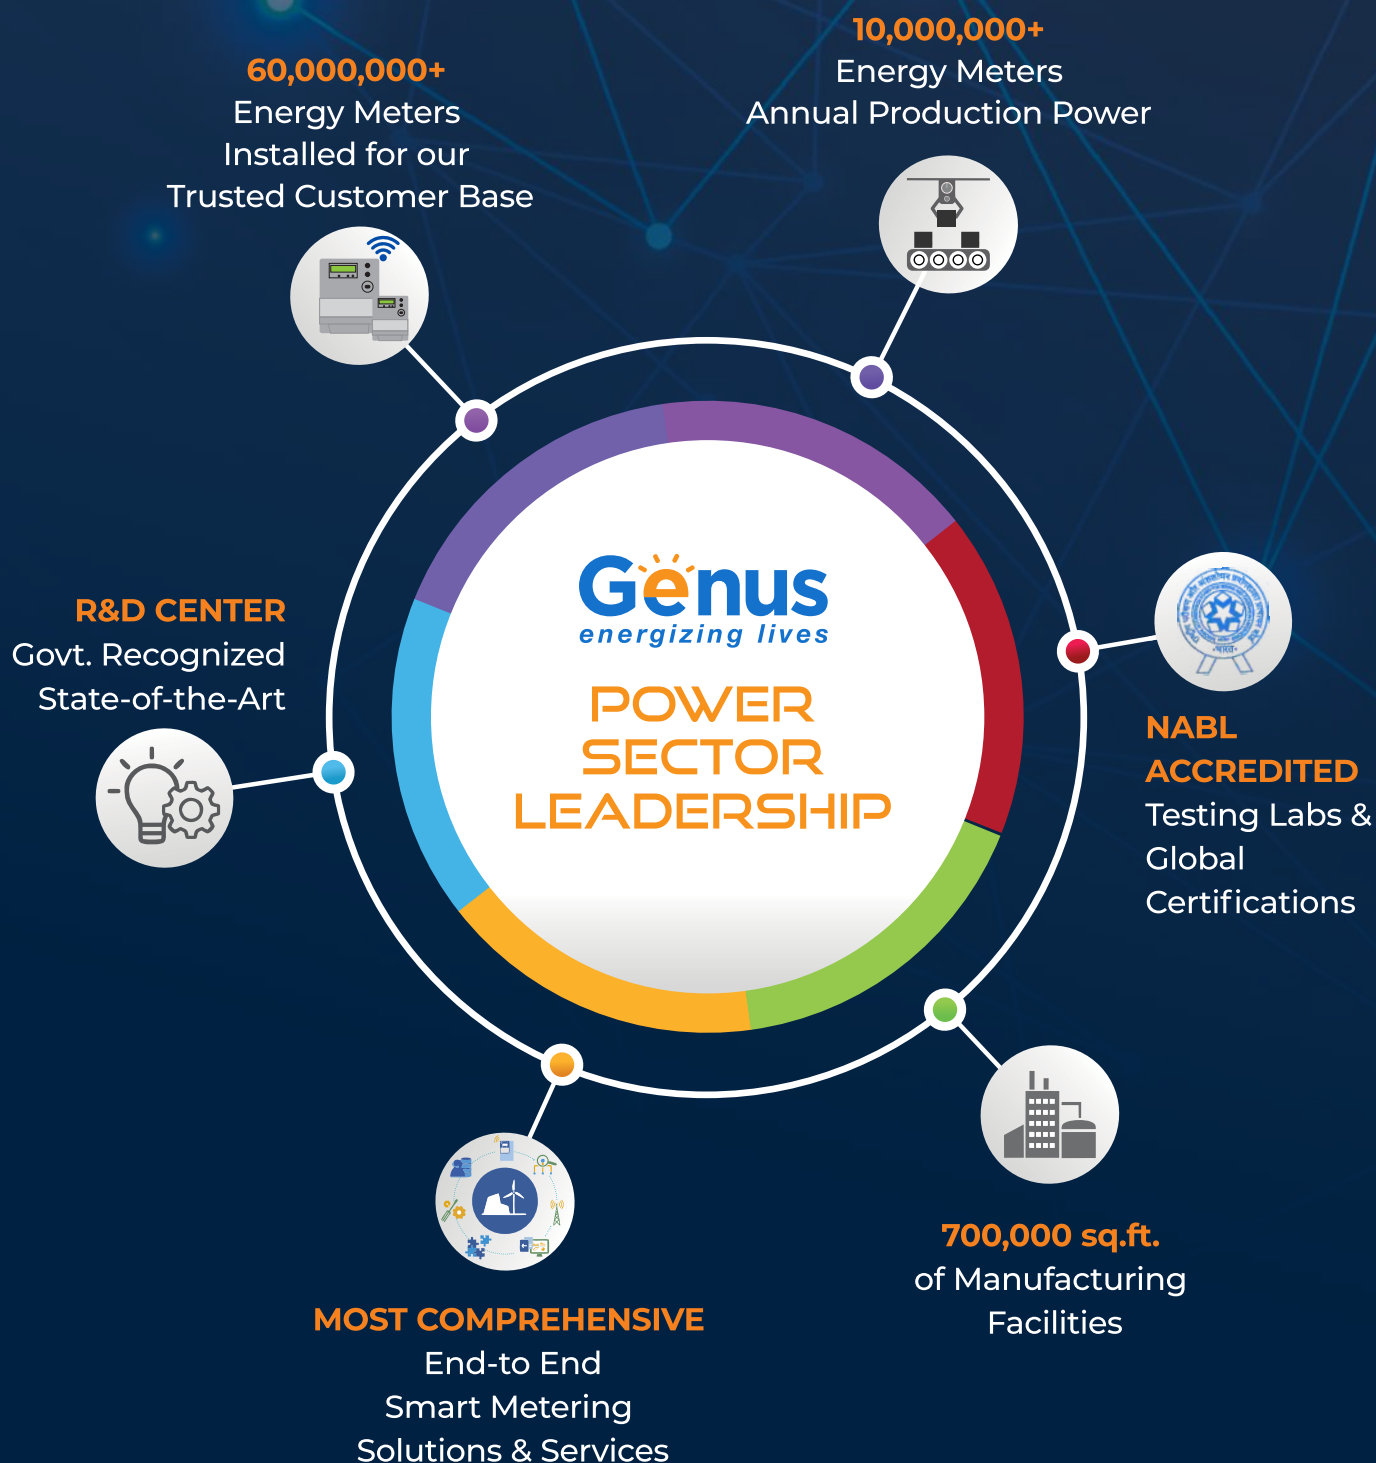 10,000,000+
Energy Meters
Annual Production Power
60,000,000+
Energy Meters
Installed for our
Trusted Customer Base
Genus
energizing lives
POWER
SECTOR
LEADERSHIP
R&D CENTER
Govt. Recognized
State-of-the-Art
भारत
NABL
ACCREDITED
Testing Labs &
Global
Certifications
700,000 sq.ft.
of Manufacturing
Facilities
MOST COMPREHENSIVE
End-to End
Smart Metering
Solutions & Services